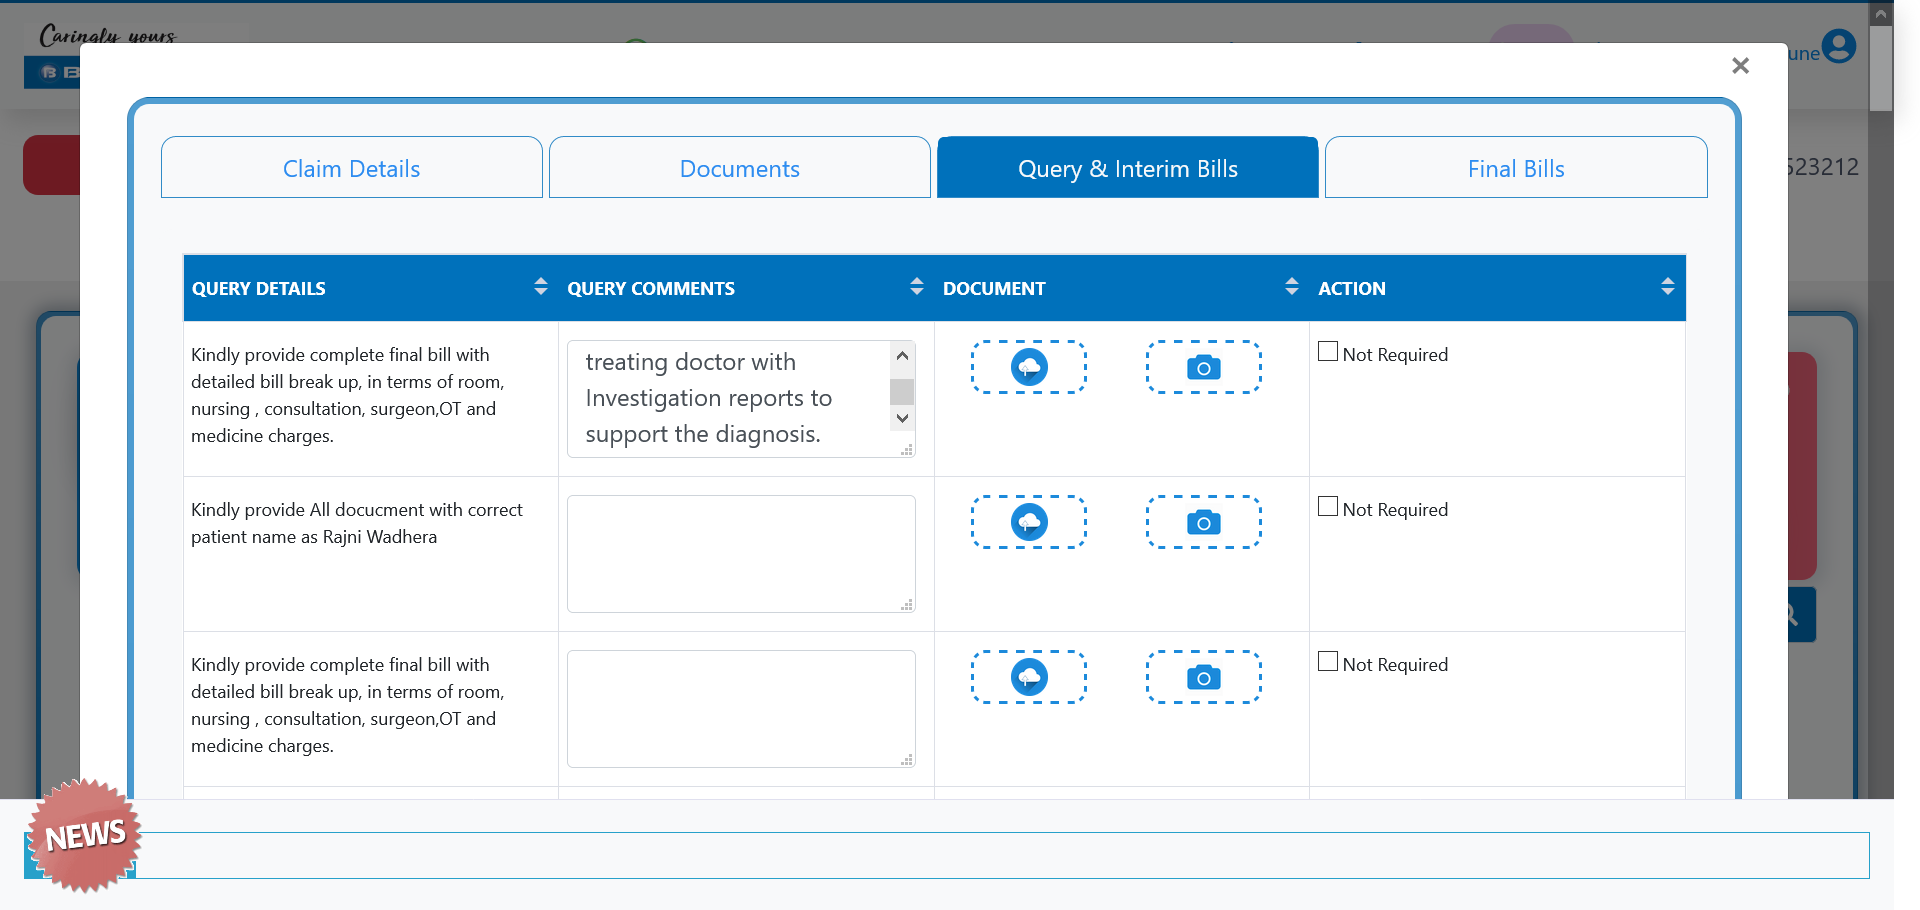 Caringly yours
B
une
523212
Claim Details
Documents
Query & Interim Bills
Final Bills
QUERY DETAILS
QUERY COMMENTS
DOCUMENT
ACTION
Kindly provide complete final bill with
detailed bill break up, in terms of room,
nursing , consultation, surgeon,OT and
medicine charges.
treating doctor with
Investigation reports to
support the diagnosis.
Not Required
Kindly provide All docucment with correct
patient name as Rajni Wadhera
Not Required
Kindly provide complete final bill with
detailed bill break up, in terms of room,
nursing , consultation, surgeon,OT and
medicine charges.
Not Required
NEWS